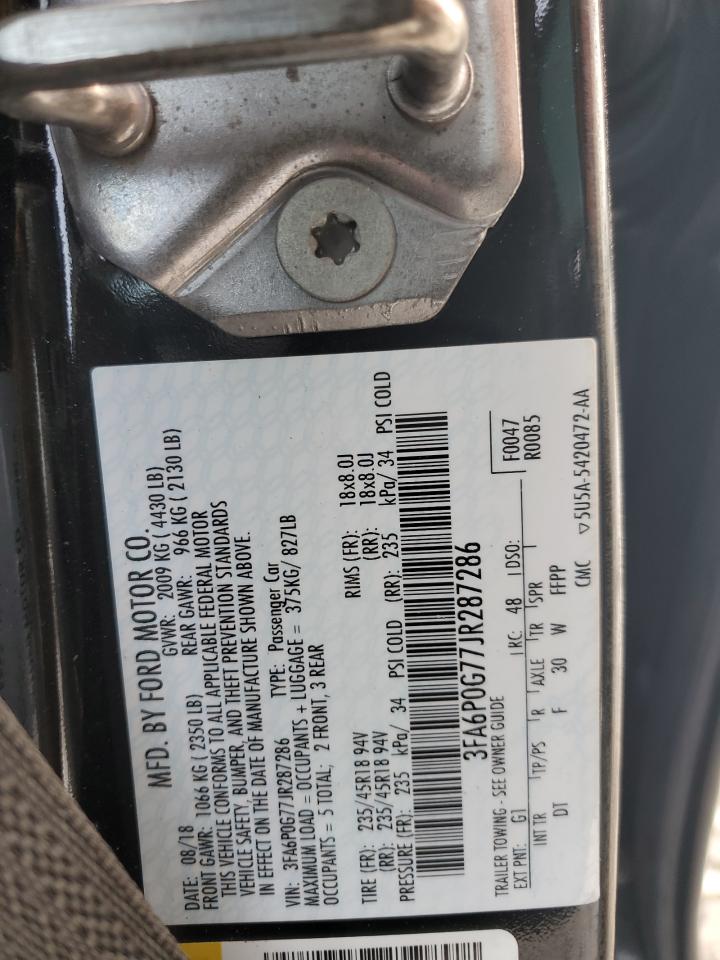 MFD. BY FORD MOTOR CO.
DATE: 08/18 GVWR: 2009 KG ( 4430 LB)
FRONT GAWR: 1066 KG ( 2350 LB) REAR GAWR: 966 KG ( 2130 LB)
THIS VEHICLE CONFORMS TO ALL APPLICABLE FEDERAL MOTOR
VEHICLE SAFETY, BUMPER, AND THEFT PREVENTION STANDARDS
IN EFFECT ON THE DATE OF MANUFACTURE SHOWN ABOVE.
VIN: 3FA6P0G77JR287286 TYPE: Passenger Car
MAXIMUM LOAD = OCCUPANTS + LUGGAGE = 375KG/ 827LB
OCCUPANTS = 5 TOTAL; 2 FRONT, 3 REAR
TIRE (FR): 235/45R18 94V RIMS (FR): 18x8.0J
(RR): 235/45R18 94V (RR): 18x8.0J
PRESSURE (FR): 235 kPa/ 34 PSI COLD (RR): 235 kPa/ 34 PSI COLD
3FA6P0G77JR287286
TRAILER TOWING - SEE OWNER GUIDE F0047
EXT PNT: G1 RC: 48 DSO: R0085
INT TR TP/PS R AXLE TR SPR
DT F 30 W FFPP
CMC ▽5U5A-5420472-AA